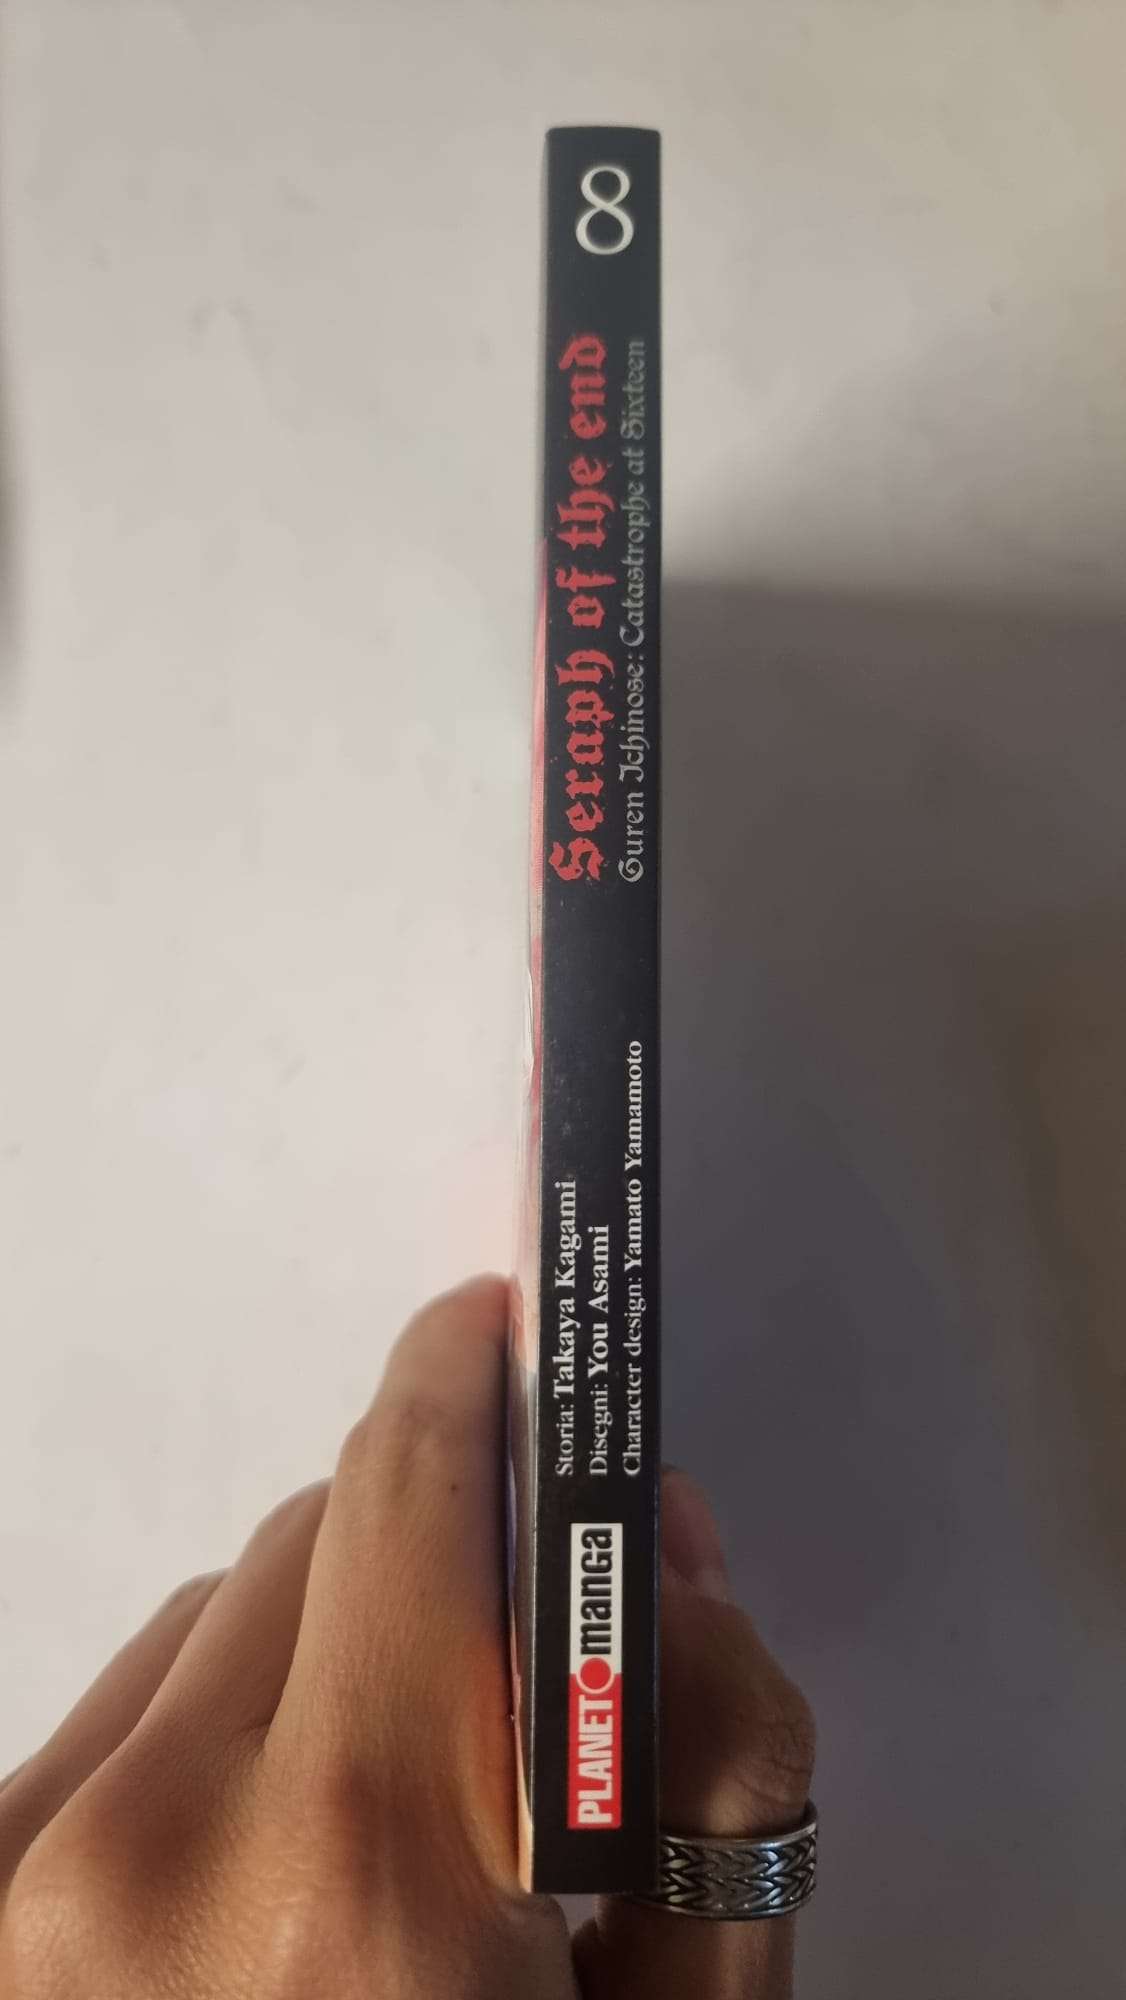 8
Seraph of the end
Guren Ichinose: Catastrophe at Sixteen
Storia: Takaya Kagami
Disegni: You Asami
Character design: Yamato Yamamoto
PLANET manga